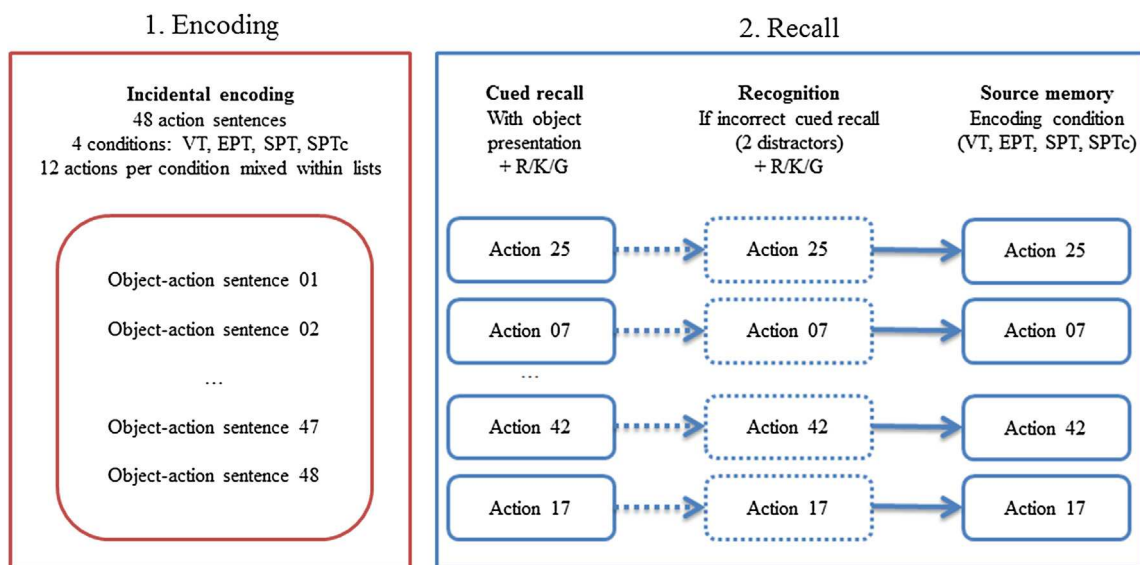 1. Encoding
Incidental encoding
48 action sentences
4 conditions: VT, EPT, SPT, SPTc
12 actions per condition mixed within lists
Object-action sentence 01
Object-action sentence 02
...
Object-action sentence 47
Object-action sentence 48
2. Recall
Cued recall
With object
presentation
+ R/K/G
Recognition
If incorrect cued recall
(2 distractors)
+ R/K/G
Source memory
Encoding condition
(VT, EPT, SPT, SPTc)
Action 25
Action 25
Action 25
Action 07
Action 07
Action 07
...
Action 42
Action 42
Action 42
Action 17
Action 17
Action 17